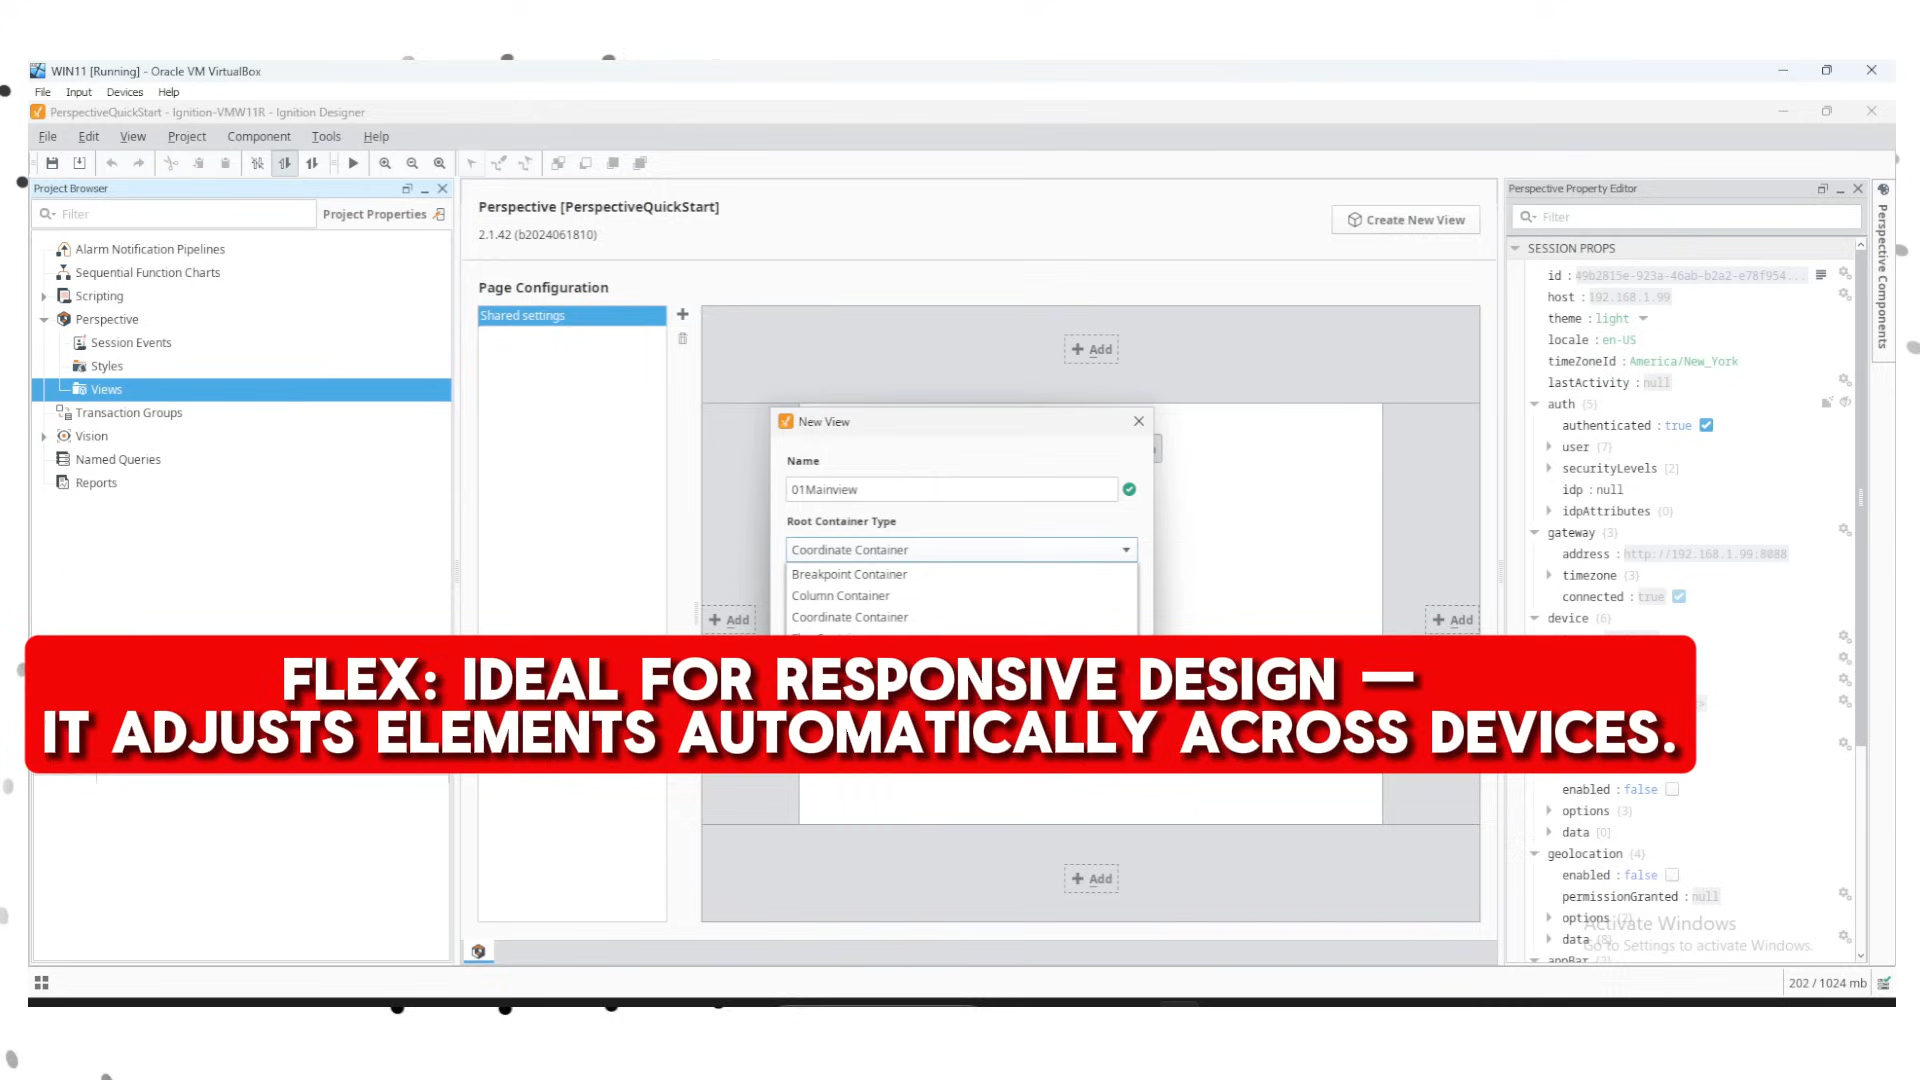 WIN11 [Running] - Oracle VM VirtualBox
File Input Devices Help
PerspectiveQuickStart - Ignition-VMW11R - Ignition Designer
File Edit View Project Component Tools Help
Project Browser
Filter
Project Properties
Alarm Notification Pipelines
Sequential Function Charts
Scripting
Perspective
Session Events
Styles
Views
Transaction Groups
Vision
Named Queries
Reports
Perspective [PerspectiveQuickStart]
2.1.42 (b2024061810)
Create New View
Page Configuration
Shared settings
Add
Add
Add
Add
New View
Name
01Mainview
Root Container Type
Coordinate Container
Breakpoint Container
Column Container
Coordinate Container
FLEX: IDEAL FOR RESPONSIVE DESIGN —
IT ADJUSTS ELEMENTS AUTOMATICALLY ACROSS DEVICES.
Perspective Property Editor
Filter
SESSION PROPS
id : 49b2815e-923a-46ab-b2a2-e78f954...
host : 192.168.1.99
theme : light
locale : en-US
timeZoneId : America/New_York
lastActivity : null
auth {5}
authenticated : true
user {7}
securityLevels [2]
idp : null
idpAttributes {0}
gateway {3}
address : http://192.168.1.99:8088
timezone {3}
connected : true
device {6}
enabled : false
options {3}
data [0]
geolocation {4}
enabled : false
permissionGranted : null
options
data {8}
appBar {2}
Activate Windows
Go to Settings to activate Windows.
Perspective Components
202 / 1024 mb